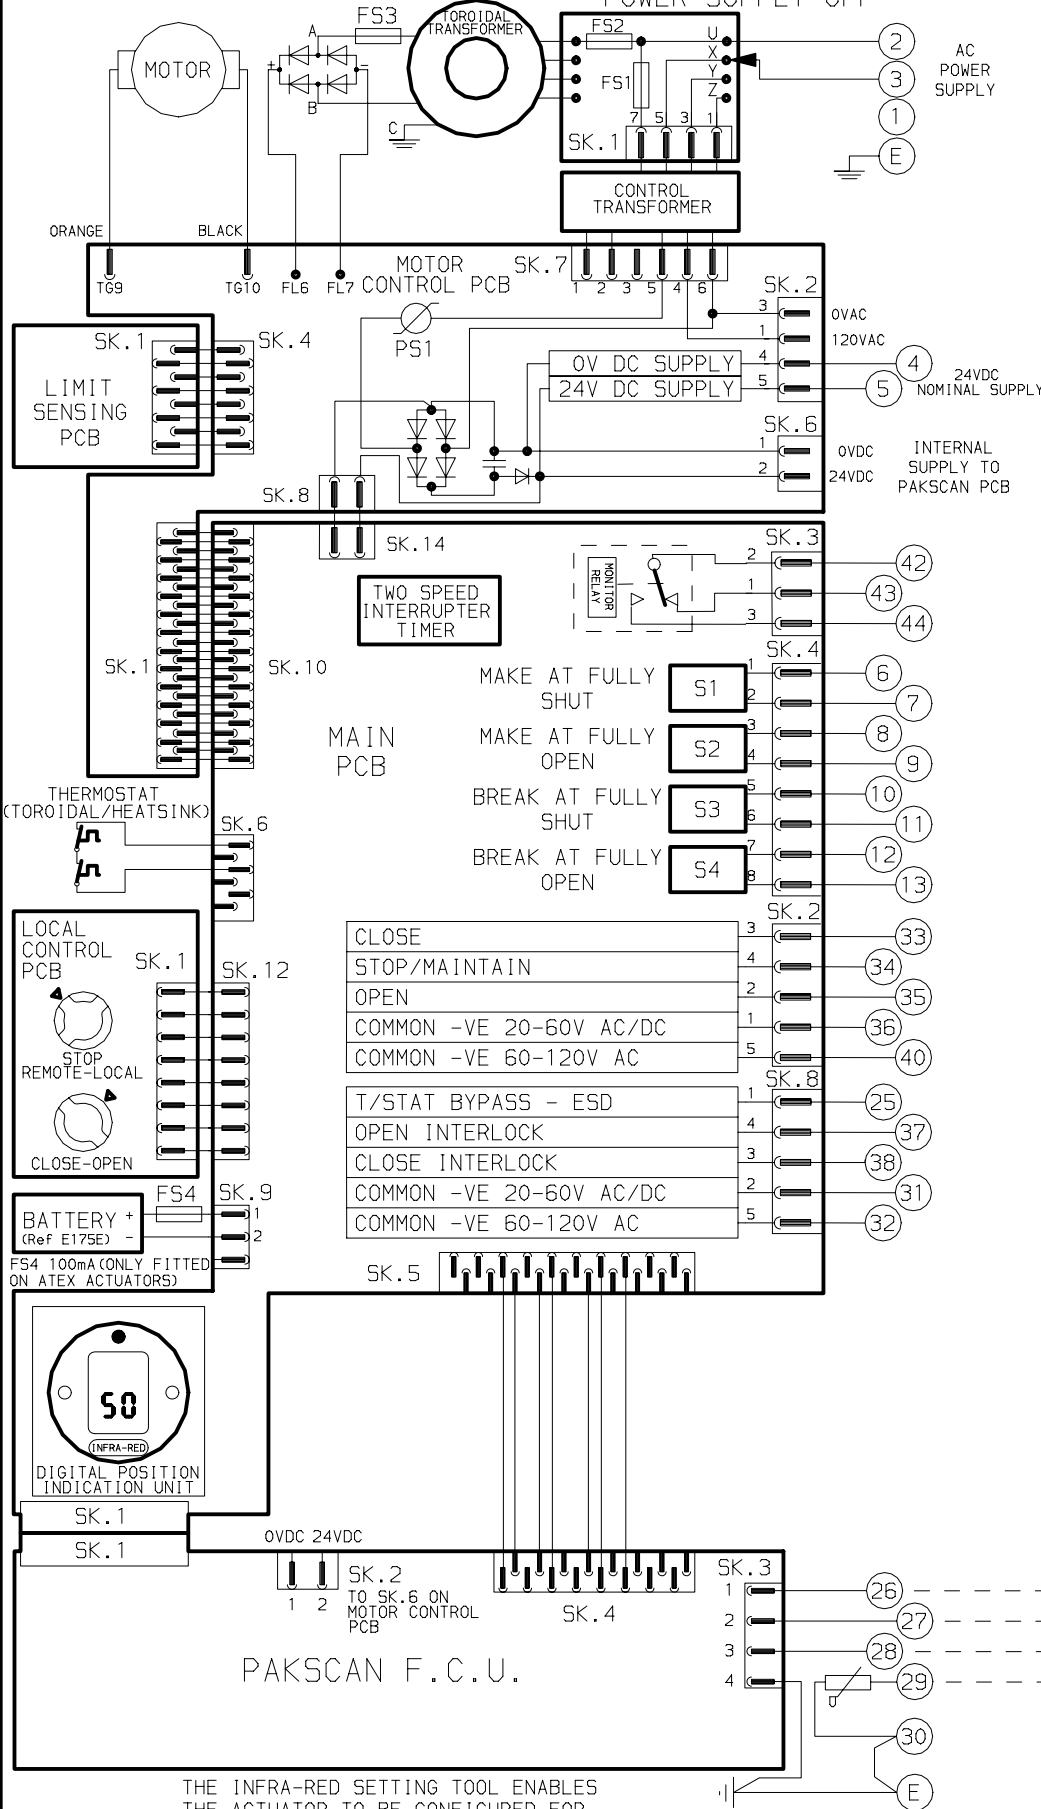 POWER SUPPLY OFF
FS3
TOROIDAL
TRANSFORMER
FS2
U
X
Y
Z
FS1
7 5 3 1
SK.1
MOTOR
A
+
-
B
C
2
3
1
E
AC
POWER
SUPPLY
CONTROL
TRANSFORMER
ORANGE
BLACK
TG9
TG10
FL6
FL7
MOTOR
CONTROL PCB
SK.7
1 2 3 5 4 6
SK.2
3
0VAC
1
120VAC
0V DC SUPPLY
4
4
24V DC SUPPLY
5
5
24VDC
NOMINAL SUPPLY
PS1
SK.1
SK.4
LIMIT
SENSING
PCB
SK.6
1
0VDC
2
24VDC
INTERNAL
SUPPLY TO
PAKSCAN PCB
SK.8
SK.14
TWO SPEED
INTERRUPTER
TIMER
MONITOR
RELAY
SK.3
2
42
1
43
3
44
SK.1
SK.10
MAIN
PCB
SK.4
MAKE AT FULLY
SHUT
S1
1
6
2
7
MAKE AT FULLY
OPEN
S2
3
8
4
9
BREAK AT FULLY
SHUT
S3
5
10
6
11
BREAK AT FULLY
OPEN
S4
7
12
8
13
THERMOSTAT
(TOROIDAL/HEATSINK)
SK.6
SK.2
CLOSE
3
33
STOP/MAINTAIN
4
34
OPEN
2
35
COMMON -VE 20-60V AC/DC
1
36
COMMON -VE 60-120V AC
5
40
LOCAL
CONTROL
PCB
SK.1
SK.12
STOP
REMOTE-LOCAL
CLOSE-OPEN
SK.8
T/STAT BYPASS - ESD
1
25
OPEN INTERLOCK
4
37
CLOSE INTERLOCK
3
38
COMMON -VE 20-60V AC/DC
2
31
COMMON -VE 60-120V AC
5
32
BATTERY
(Ref E175E)
+
-
FS4
SK.9
1
2
FS4 100mA(ONLY FITTED
ON ATEX ACTUATORS)
SK.5
50
INFRA-RED
DIGITAL POSITION
INDICATION UNIT
SK.1
SK.1
0VDC 24VDC
1 2
SK.2
TO SK.6 ON
MOTOR CONTROL
PCB
SK.4
SK.3
1
26
2
27
3
28
4
29
30
E
PAKSCAN F.C.U.
THE INFRA-RED SETTING TOOL ENABLES
THE ACTUATOR TO BE CONFIGURED FOR